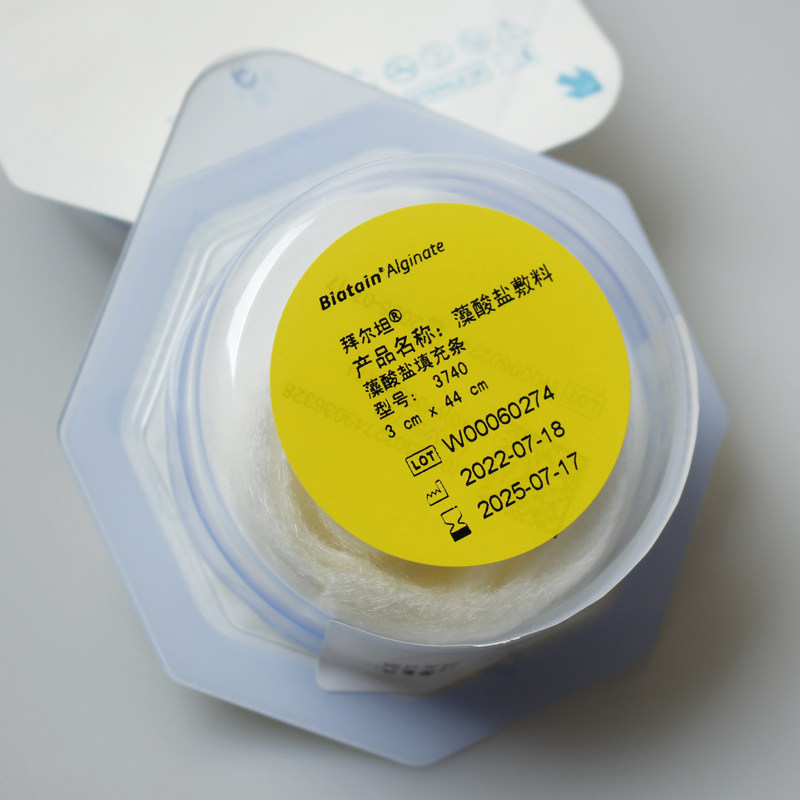 Biatain® Alginate
拜尔坦®
产品名称: 藻酸盐敷料
藻酸盐填充条
型号: 3740
3 cm x 44 cm
LOT W00060274
2022-07-18
2025-07-17